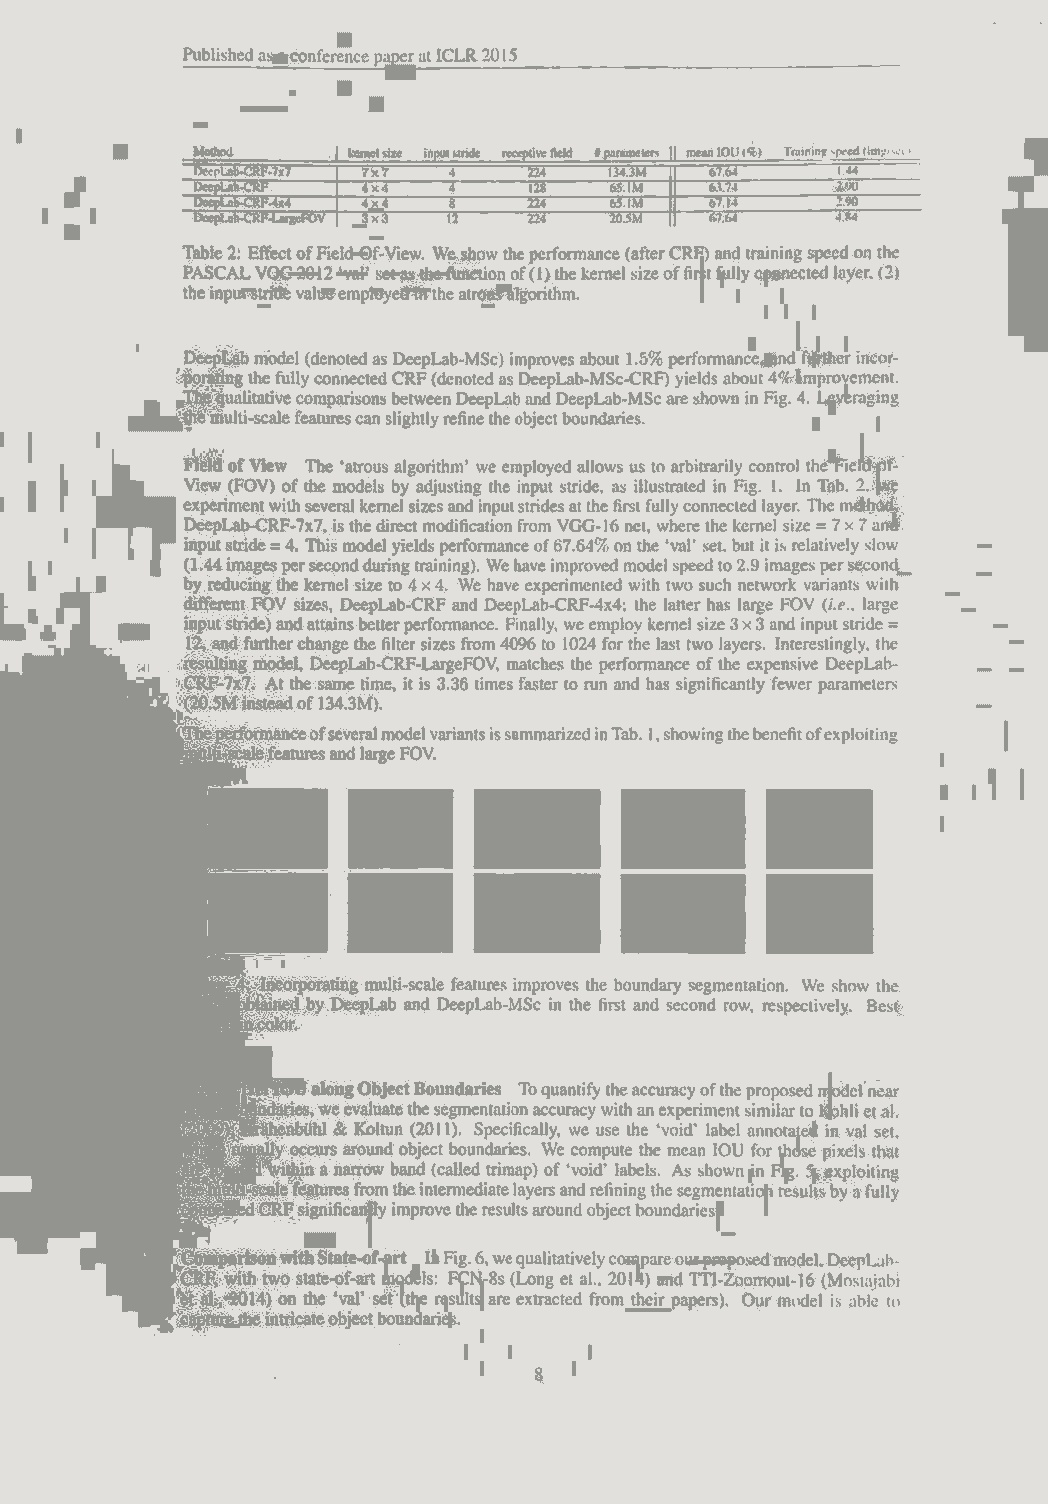 Published as a conference paper at ICLR 2015
Method kernel size input stride receptive field # parameters mean IOU (%) Training speed
DeepLab-CRF-7x7 7 × 7 4 224 134.3M 67.64 1.44
DeepLab-CRF 4 × 4 4 128 65.1M 63.74 2.90
DeepLab-CRF-4x4 4 × 4 8 224 65.1M 67.14 2.90
DeepLab-CRF-LargeFOV 3 × 3 12 224 20.5M 67.64 4.84
Table 2: Effect of Field-Of-View. We show the performance (after CRF) and training speed on the
PASCAL VOC 2012 ‘val’ set as the function of (1) the kernel size of first fully connected layer, (2)
the input stride value employed in the atrous algorithm.
DeepLab model (denoted as DeepLab-MSc) improves about 1.5% performance, and further incor-
porating the fully connected CRF (denoted as DeepLab-MSc-CRF) yields about 4% improvement.
The qualitative comparisons between DeepLab and DeepLab-MSc are shown in Fig. 4. Leveraging
the multi-scale features can slightly refine the object boundaries.
Field of View The ‘atrous algorithm’ we employed allows us to arbitrarily control the Field-of-
View (FOV) of the models by adjusting the input stride, as illustrated in Fig. 1. In Tab. 2, we
experiment with several kernel sizes and input strides at the first fully connected layer. The method,
DeepLab-CRF-7x7, is the direct modification from VGG-16 net, where the kernel size = 7 × 7 and
input stride = 4. This model yields performance of 67.64% on the ‘val’ set, but it is relatively slow
(1.44 images per second during training). We have improved model speed to 2.9 images per second
by reducing the kernel size to 4 × 4. We have experimented with two such network variants with
different FOV sizes, DeepLab-CRF and DeepLab-CRF-4x4; the latter has large FOV (i.e., large
input stride) and attains better performance. Finally, we employ kernel size 3 × 3 and input stride =
12, and further change the filter sizes from 4096 to 1024 for the last two layers. Interestingly, the
resulting model, DeepLab-CRF-LargeFOV, matches the performance of the expensive DeepLab-
CRF-7x7. At the same time, it is 3.36 times faster to run and has significantly fewer parameters
(20.5M instead of 134.3M).
The performance of several model variants is summarized in Tab. 1, showing the benefit of exploiting
multi-scale features and large FOV.
4: Incorporating multi-scale features improves the boundary segmentation. We show the
obtained by DeepLab and DeepLab-MSc in the first and second row, respectively. Best
in color.
along Object Boundaries To quantify the accuracy of the proposed model near
boundaries, we evaluate the segmentation accuracy with an experiment similar to Kohli et al.
Krähenbühl & Koltun (2011). Specifically, we use the ‘void’ label annotated in val set,
usually occurs around object boundaries. We compute the mean IOU for those pixels that
within a narrow band (called trimap) of ‘void’ labels. As shown in Fig. 5, exploiting
the multi-scale features from the intermediate layers and refining the segmentation results by a fully
connected CRF significantly improve the results around object boundaries.
Comparison with State-of-art In Fig. 6, we qualitatively compare our proposed model, DeepLab-
CRF, with two state-of-art models: FCN-8s (Long et al., 2014) and TTI-Zoomout-16 (Mostajabi
et al., 2014) on the ‘val’ set (the results are extracted from their papers). Our model is able to
capture the intricate object boundaries.
8